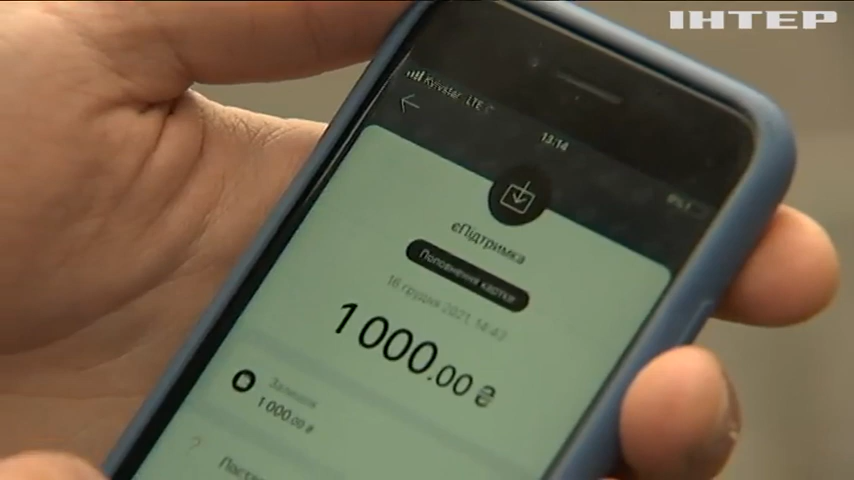 ІНТЕР
Kyivstar LTE
13:14
єПідтримка
Поповнення картки
16 грудня 2021, 14:43
1 000.00 ₴
Залишок
1 000.00 ₴
?